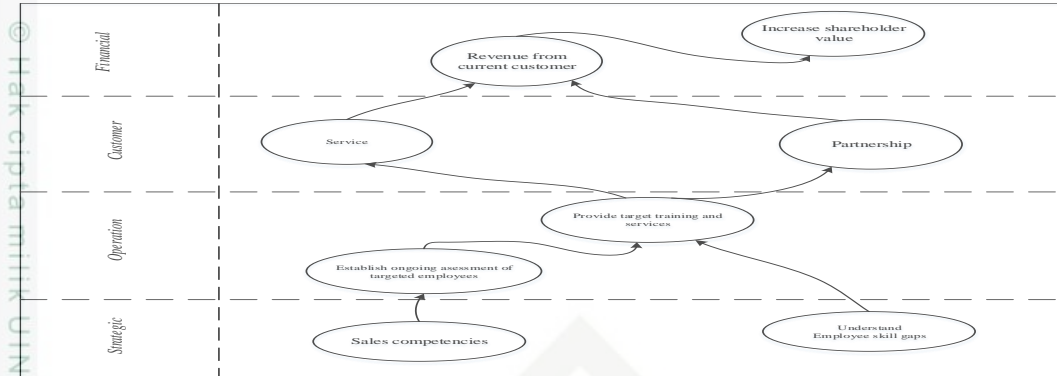 © Hak cipta milik UIN
Financial
Increase shareholder
value
Revenue from
current customer
Customer
Service
Partnership
Operation
Provide target training and
services
Establish ongoing asessment of
targeted employees
Strategic
Sales competencies
Understand
Employee skill gaps